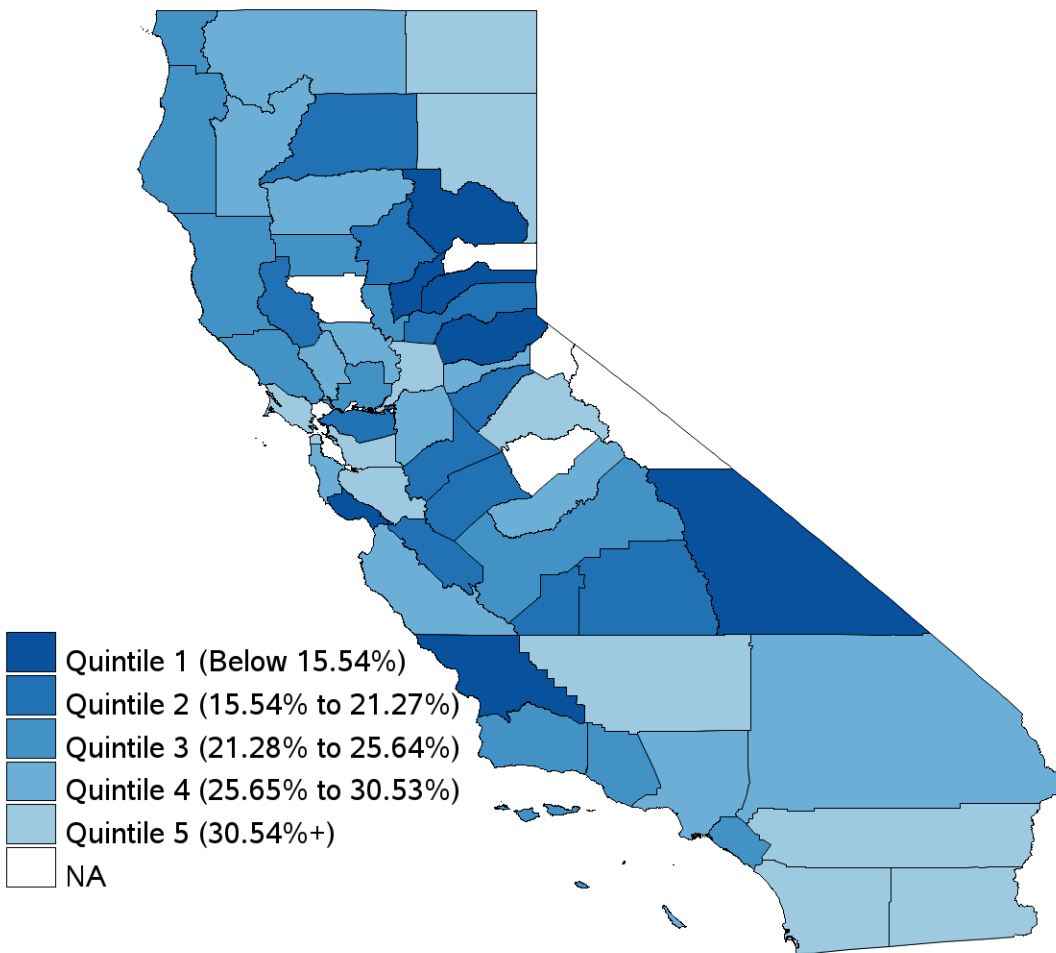 Quintile 1 (Below 15.54%)
Quintile 2 (15.54% to 21.27%)
Quintile 3 (21.28% to 25.64%)
Quintile 4 (25.65% to 30.53%)
Quintile 5 (30.54%+)
NA